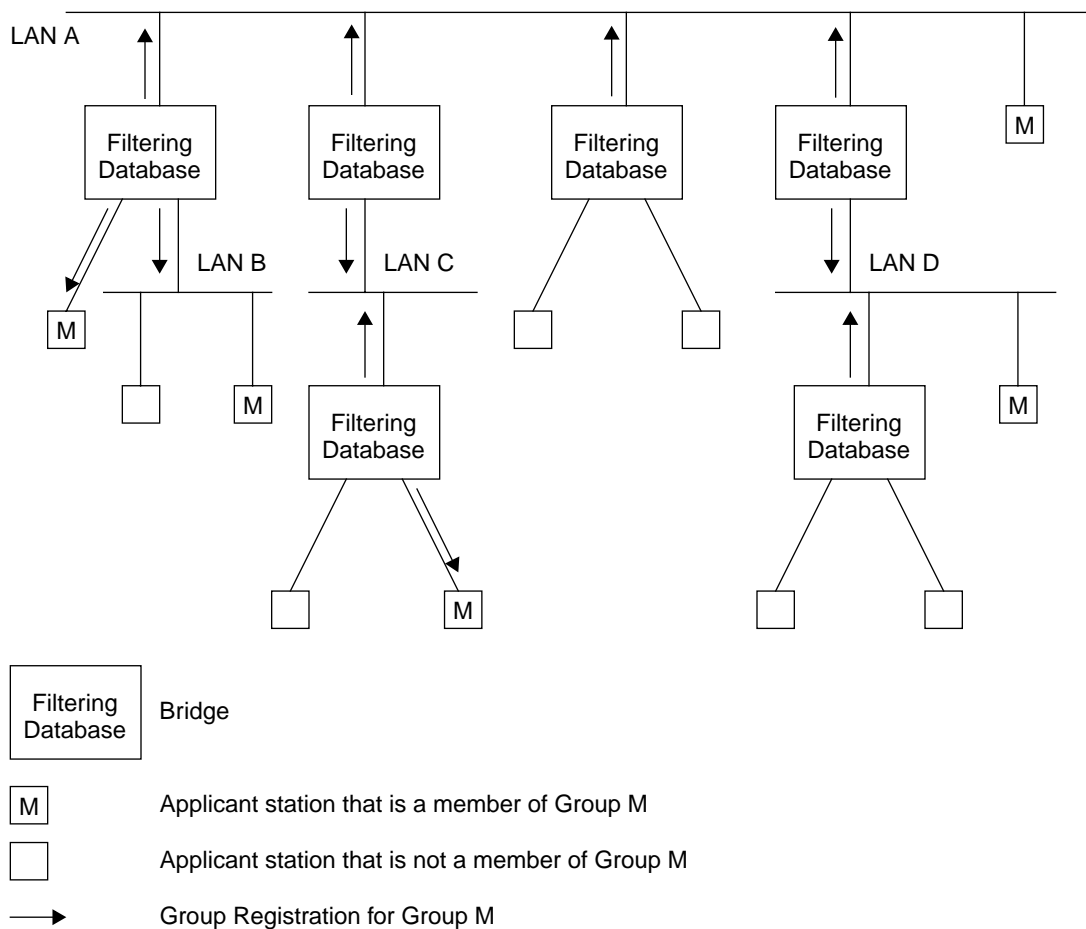 LAN A
Filtering
Database
Filtering
Database
Filtering
Database
Filtering
Database
M
LAN B
LAN C
LAN D
M
M
Filtering
Database
Filtering
Database
M
M
Filtering
Database
Bridge
M
Applicant station that is a member of Group M
Applicant station that is not a member of Group M
Group Registration for Group M